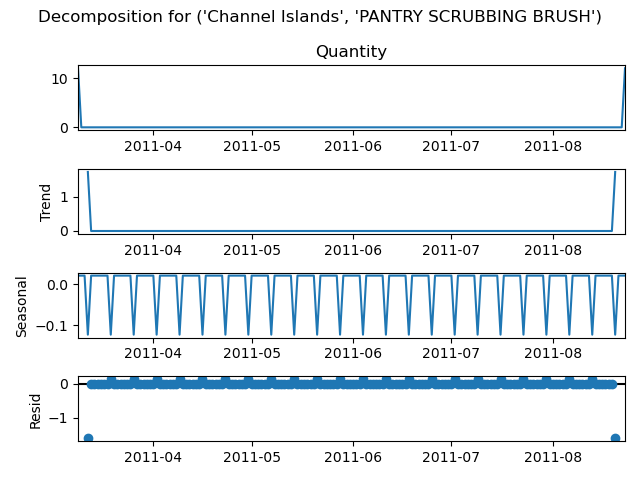 Decomposition for ('Channel Islands', 'PANTRY SCRUBBING BRUSH')
Quantity
10
0
2011-04 2011-05 2011-06 2011-07 2011-08
Trend
1
0
2011-04 2011-05 2011-06 2011-07 2011-08
Seasonal
0.0
−0.1
2011-04 2011-05 2011-06 2011-07 2011-08
Resid
0
−1
2011-04 2011-05 2011-06 2011-07 2011-08